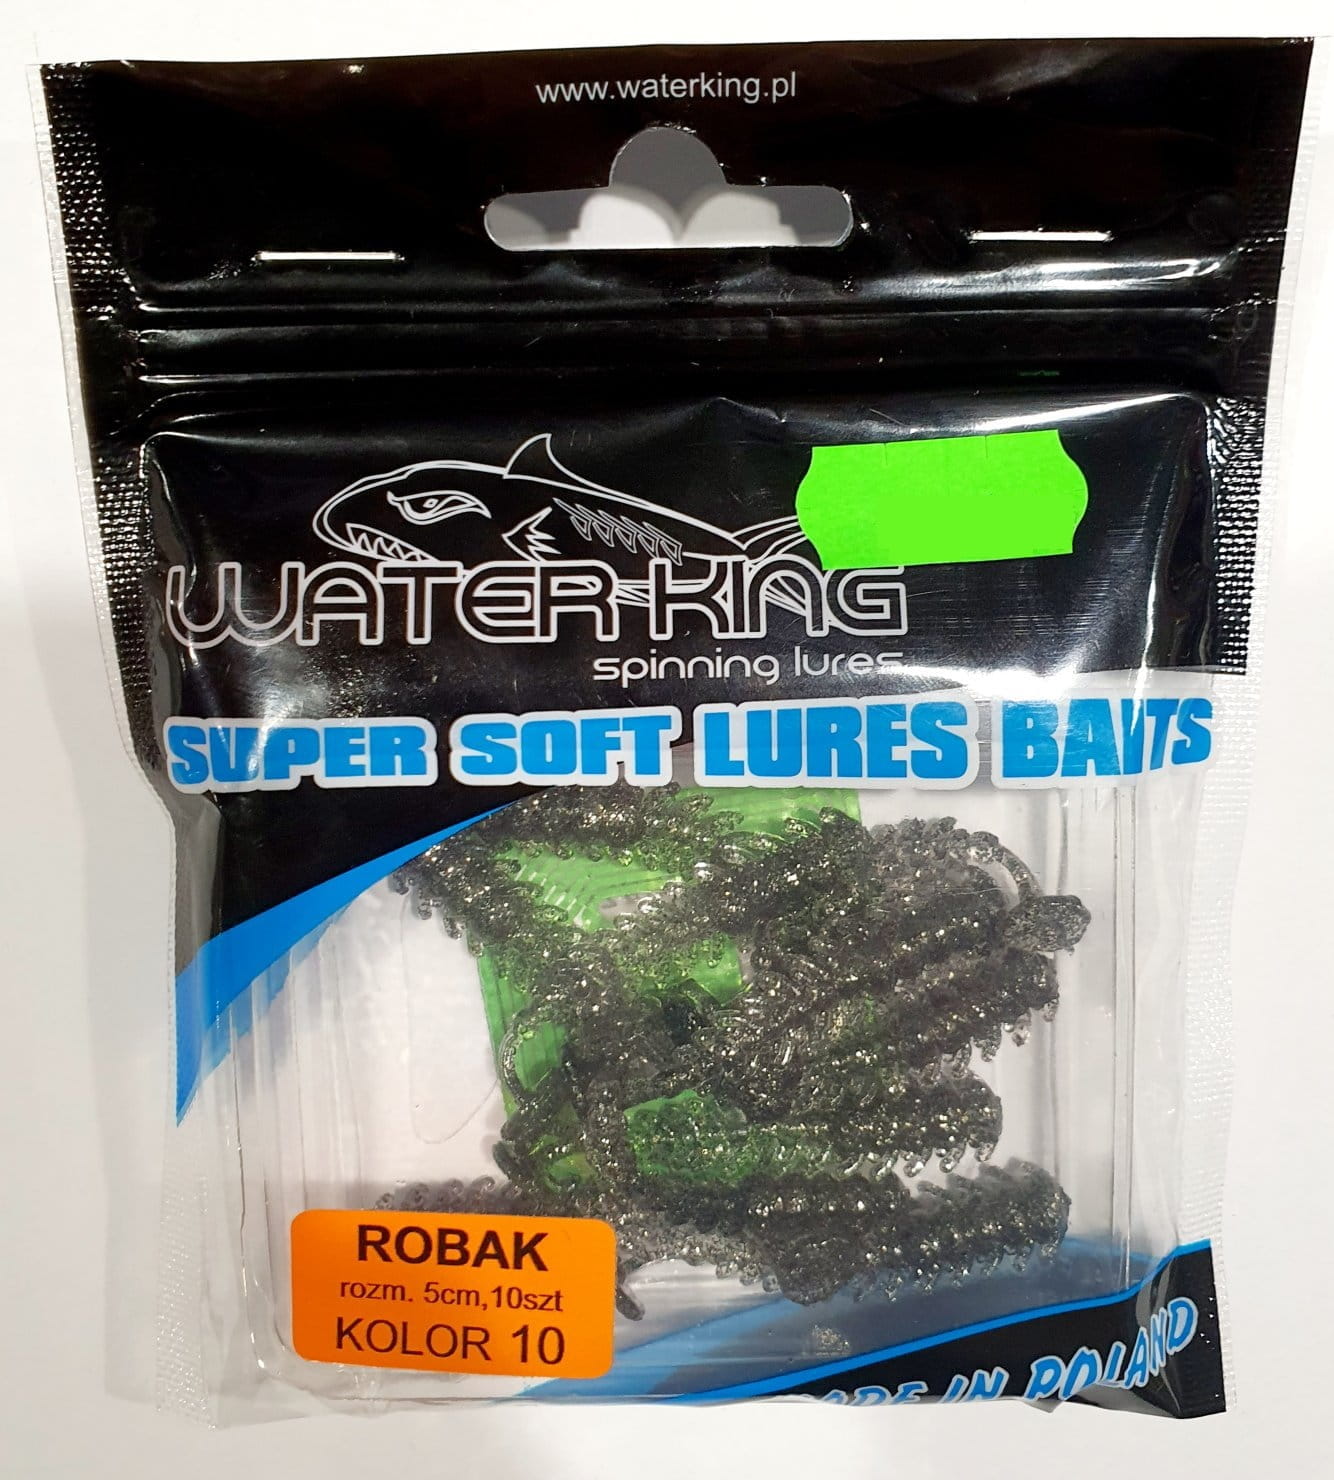 www.waterking.pl
WATER KING
spinning lures
SUPER SOFT LURES BAITS
ROBAK
rozm. 5cm,10szt
KOLOR 10
MADE IN POLAND